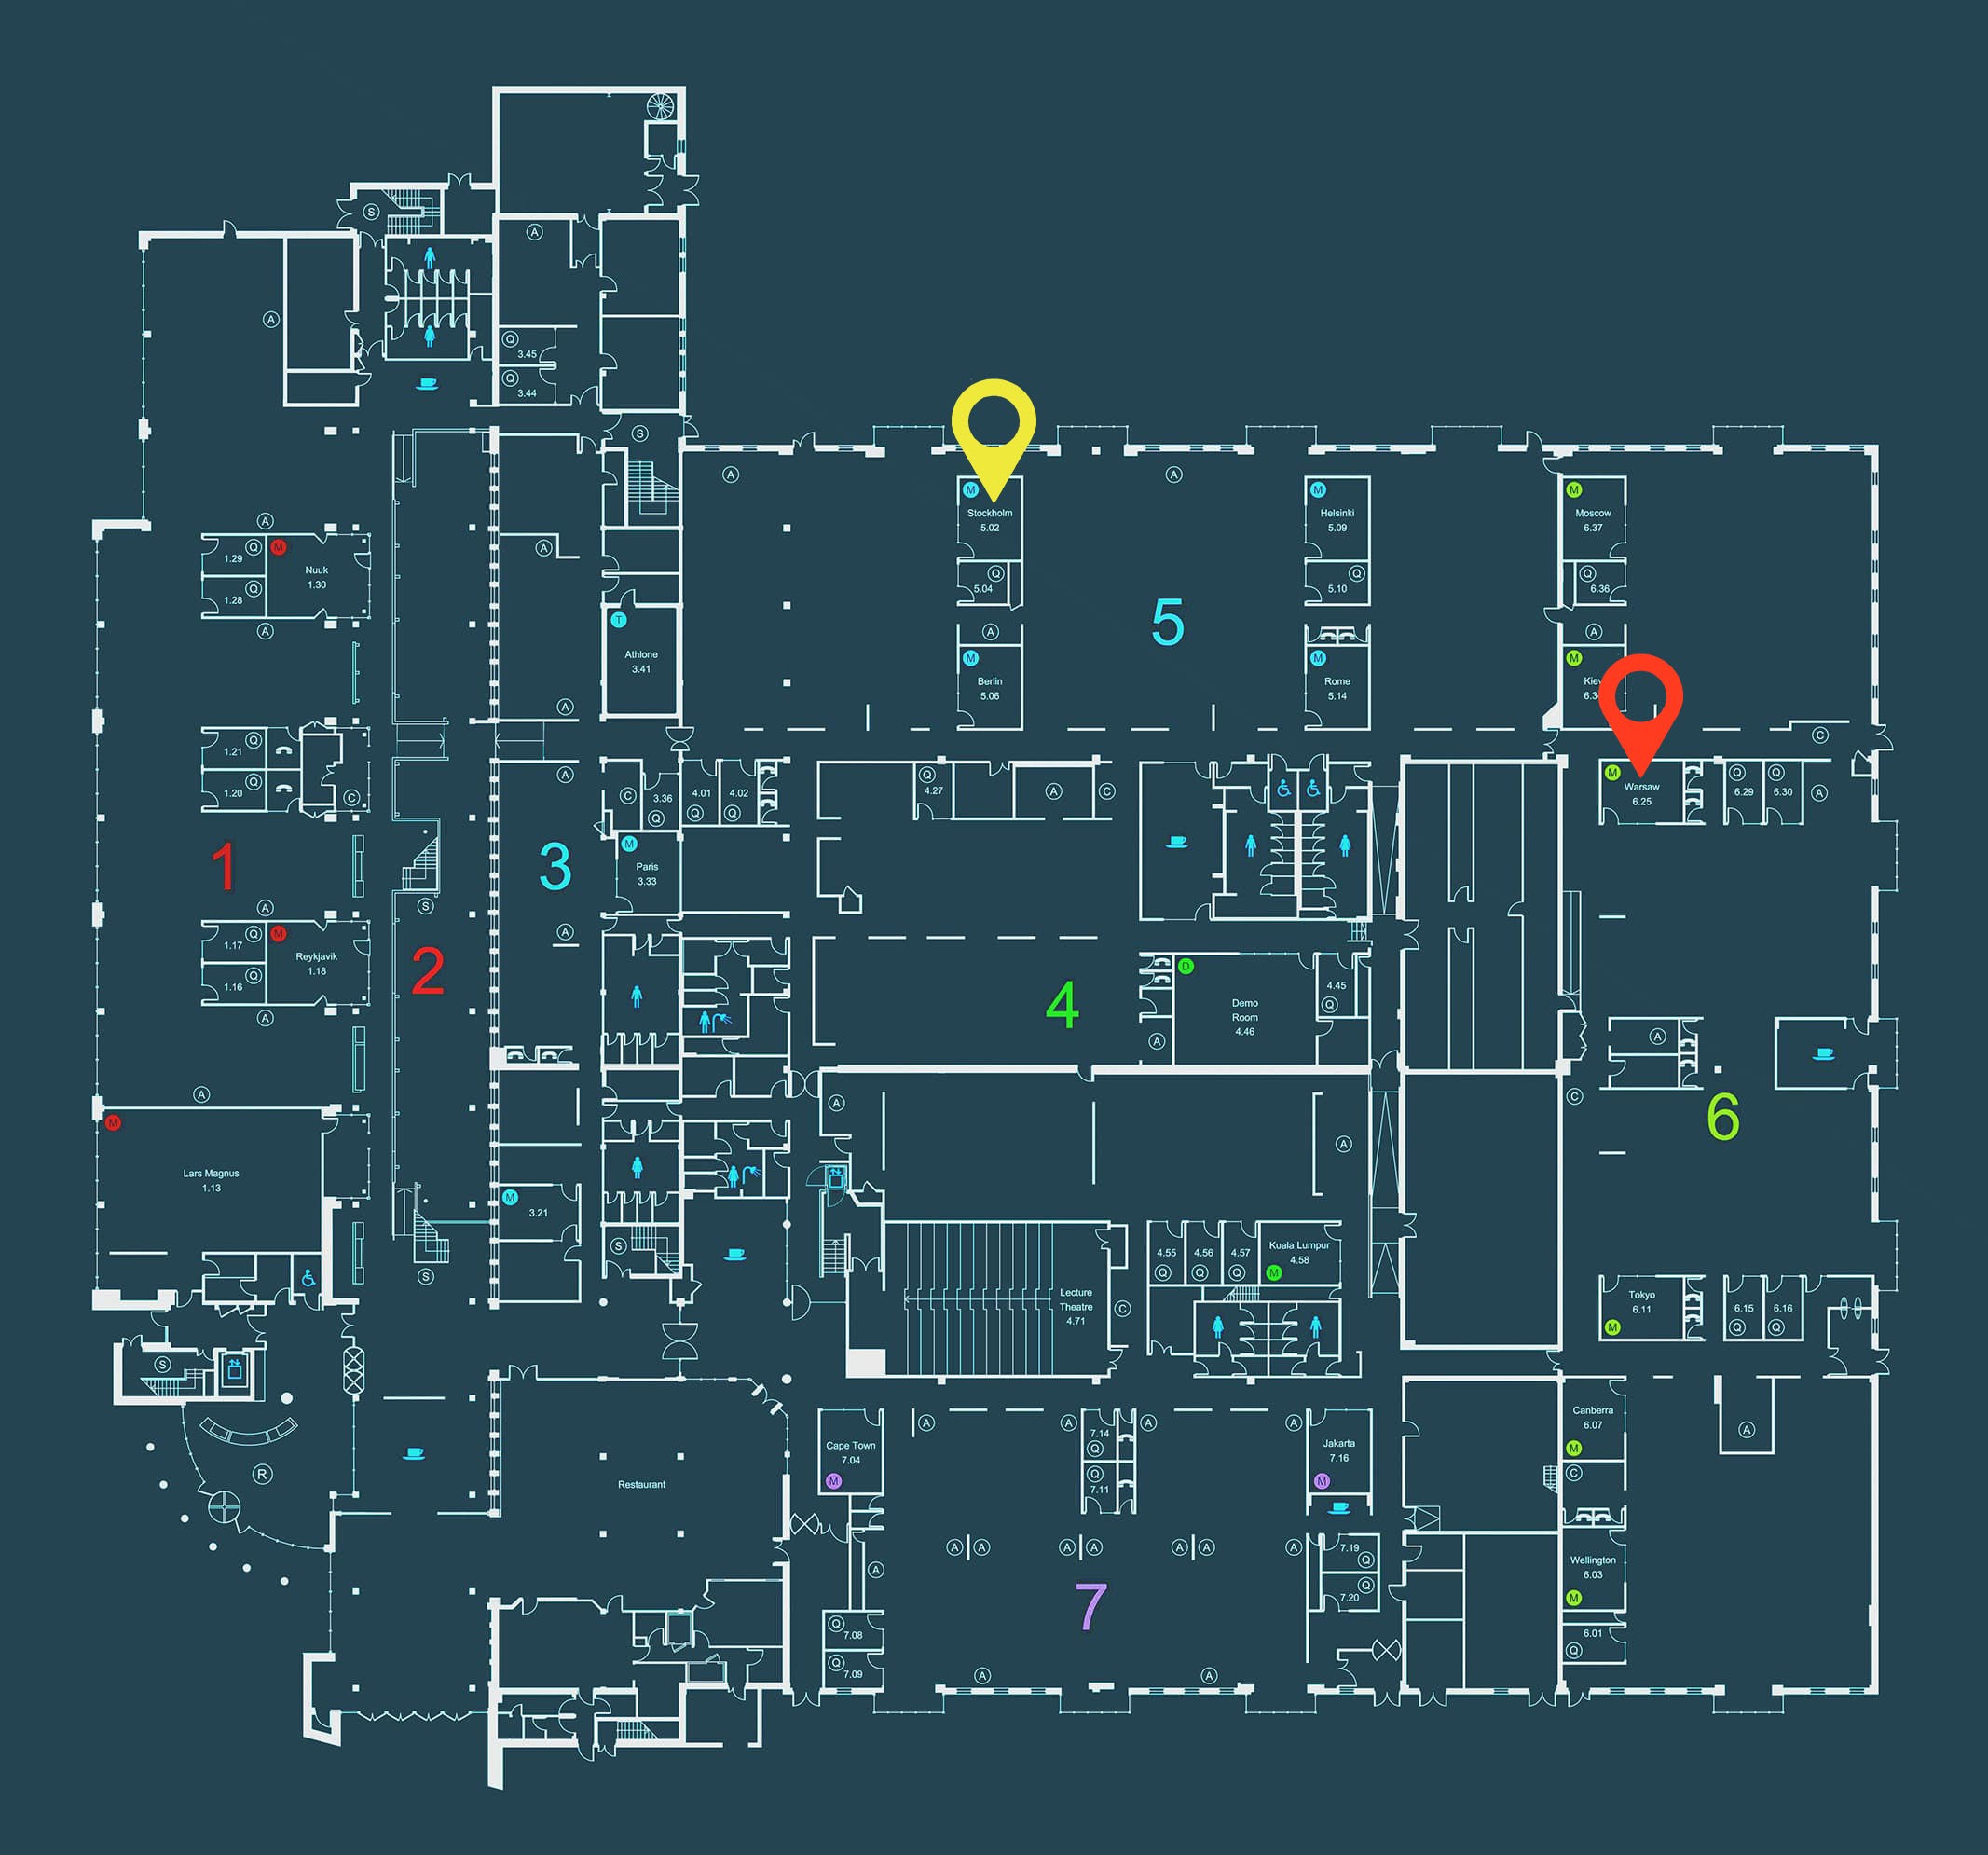 S
A
A
Q
3.45
Q
3.44
S
A
M
Stockholm
5.02
A
M
Helsinki
5.09
M
Moscow
6.37
A
1.29
Q
M
Nuuk
1.30
1.28
Q
A
A
Q
5.04
Q
5.10
Q
6.36
5
T
Athlone
3.41
A
A
M
Berlin
5.06
M
Rome
5.14
M
A
1.21
Q
1.20
Q
C
A
C
3.36
Q
4.01
Q
4.02
Q
Q
4.27
A
C
C
M
Warsaw
6.25
Q
6.29
Q
6.30
A
1
3
M
Paris
3.33
A
S
A
1.17
Q
M
Reykjavik
1.18
1.16
Q
A
2
4
D
Demo
Room
4.46
4.45
Q
A
A
A
6
C
A
A
M
Lars Magnus
1.13
M
3.21
A
S
S
4.55
Q
4.56
Q
4.57
Q
Kuala Lumpur
4.58
M
Lecture
Theatre
4.71
C
Tokyo
6.11
M
6.15
Q
6.16
Q
S
R
Restaurant
Cape Town
7.04
M
A
A
7.14
Q
Q
7.11
A
A
Jakarta
7.16
M
Canberra
6.07
M
C
A
A
A
A
A
A
A
A
A
7.19
Q
Q
7.20
Wellington
6.03
M
7
Q
7.08
Q
7.09
A
A
6.01
Q